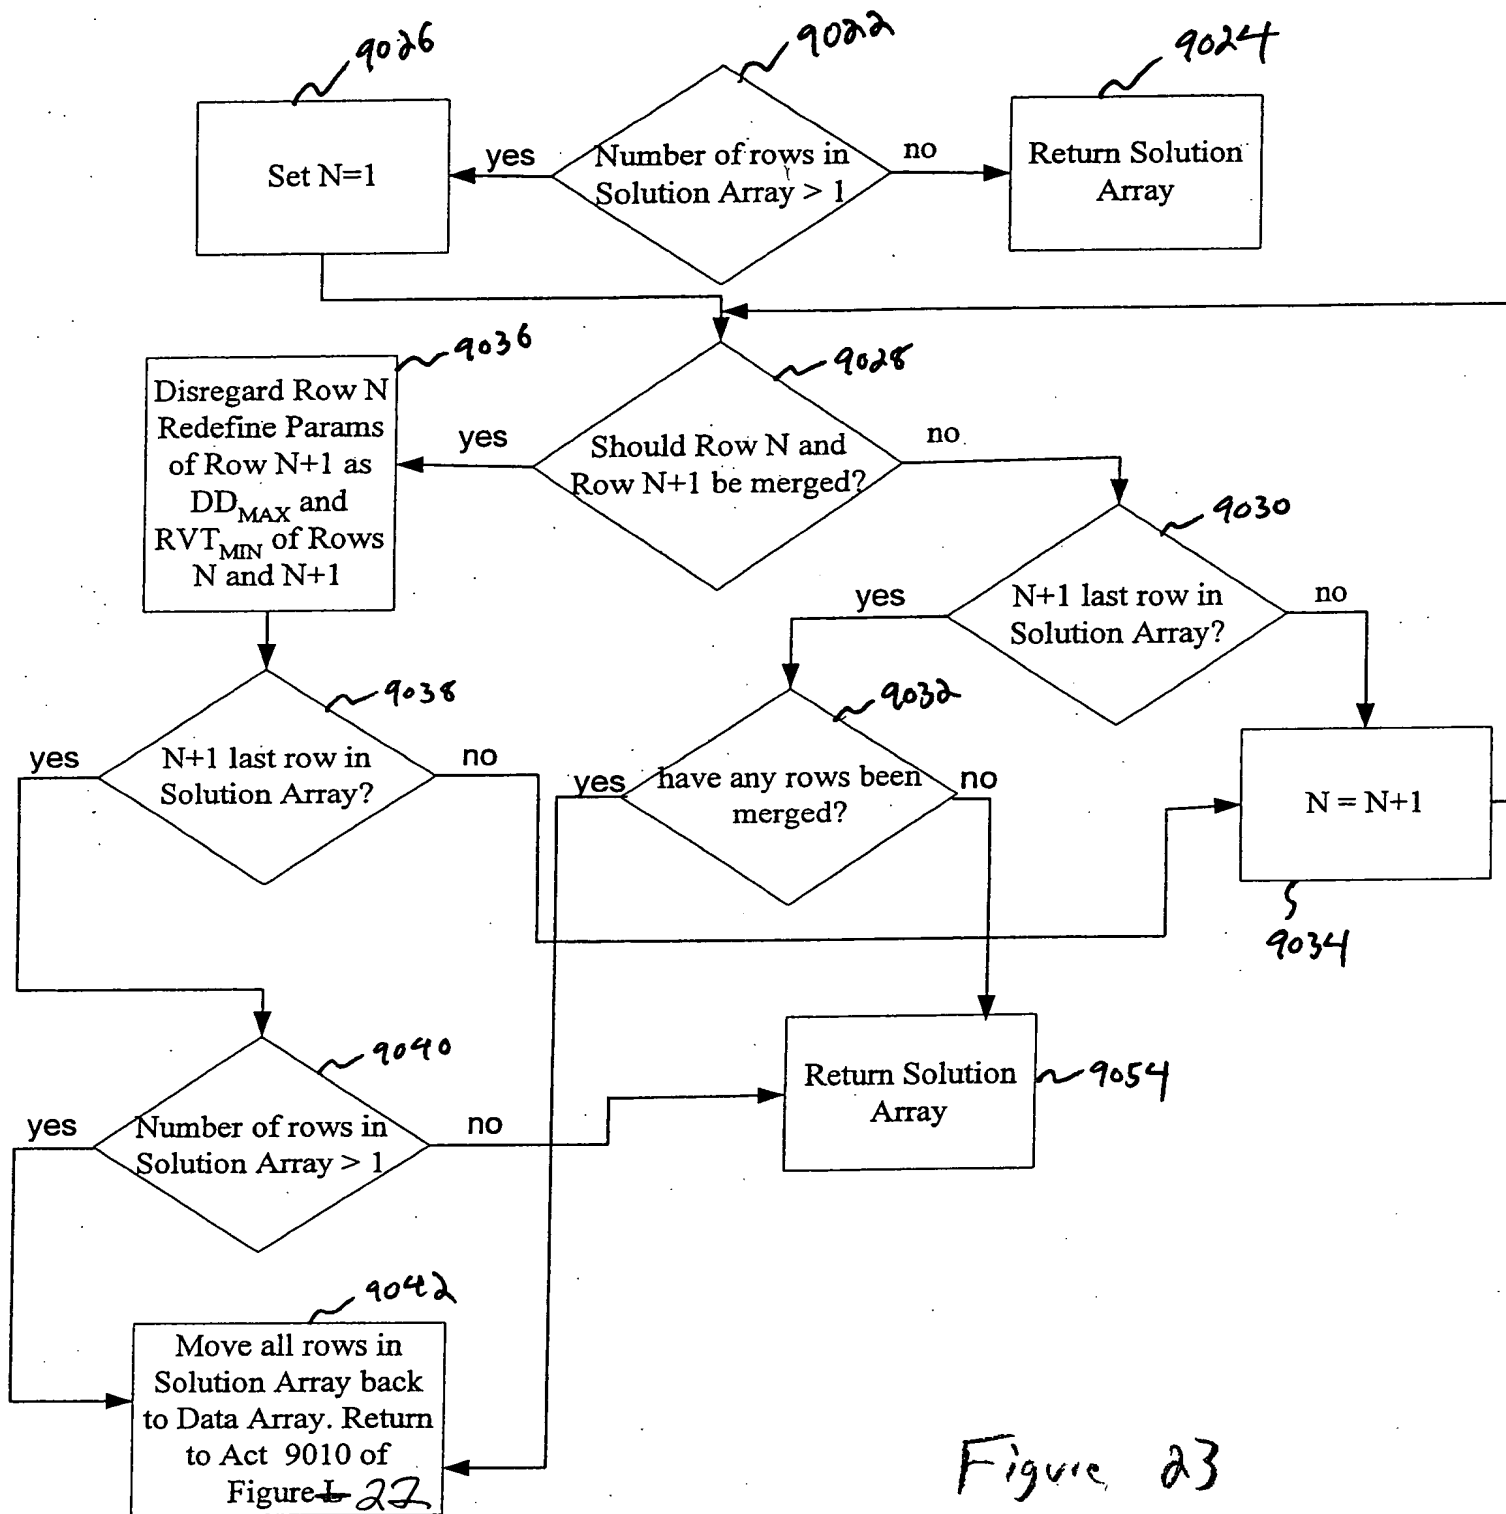 9026
9022
9024
Set N=1
yes
Number of rows in
Solution Array > 1
no
Return Solution
Array
9036
9028
Disregard Row N
Redefine Params
of Row N+1 as
DDMAX and
RVTMIN of Rows
N and N+1
yes
Should Row N and
Row N+1 be merged?
no
9030
yes
N+1 last row in
Solution Array?
no
9038
9032
yes
N+1 last row in
Solution Array?
no
yes
have any rows been
merged?
no
N = N+1
9034
9040
yes
Number of rows in
Solution Array > 1
no
Return Solution
Array
9054
9042
Move all rows in
Solution Array back
to Data Array. Return
to Act 9010 of
Figure L 22
Figure 23